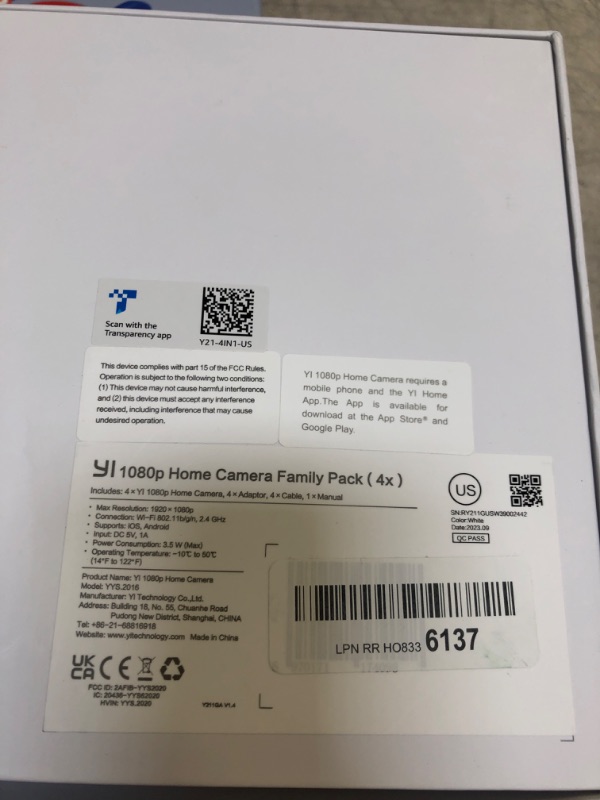 Scan with the
Transparency app
Y21-4IN1-US
This device complies with part 15 of the FCC Rules.
Operation is subject to the following two conditions:
(1) This device may not cause harmful interference,
and (2) this device must accept any interference
received, including interference that may cause
undesired operation.
YI 1080p Home Camera requires a
mobile phone and the YI Home
App.The App is available for
download at the App Store® and
Google Play.
YI 1080p Home Camera Family Pack ( 4x )
Includes: 4×YI 1080p Home Camera, 4×Adaptor, 4×Cable, 1×Manual
• Max Resolution: 1920 × 1080p
• Connection: Wi-Fi 802.11b/g/n, 2.4 GHz
• Supports: iOS, Android
• Input: DC 5V, 1A
• Power Consumption: 3.5 W (Max)
• Operating Temperature: -10℃ to 50℃
(14°F to 122°F)
US
SN:RY211GUSW39002442
Color:White
Date:2023.09
QC PASS
Product Name: YI 1080p Home Camera
Model: YYS.2016
Manufacturer: YI Technology Co.,Ltd.
Address: Building 18, No. 55, Chuanhe Road
Pudong New District, Shanghai, CHINA
Tel: +86-21-68816918
Website: www.yitechnology.com Made in China
LPN RR HO833 6137
UK
CA CE
FCC ID: 2AFIB-YYS2020
IC: 20436-YYS62020
HVIN: YYS.2020
Y211GA V1.4